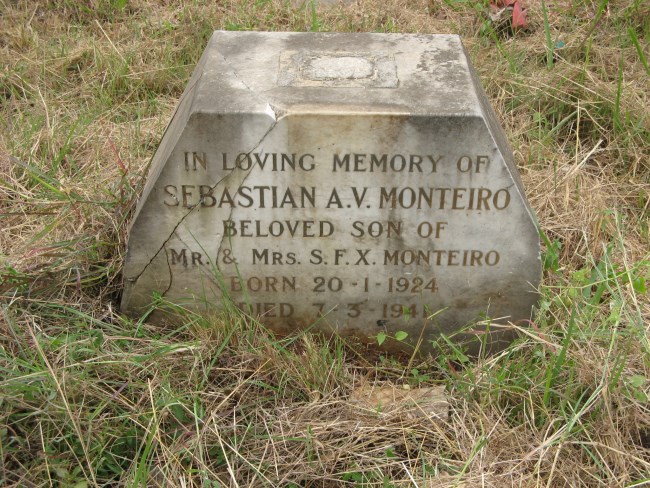 IN LOVING MEMORY OF
SEBASTIAN A.V. MONTEIRO
BELOVED SON OF
MR. & MRS. S.F.X. MONTEIRO
BORN 20-1-1924
DIED 7-3-1941